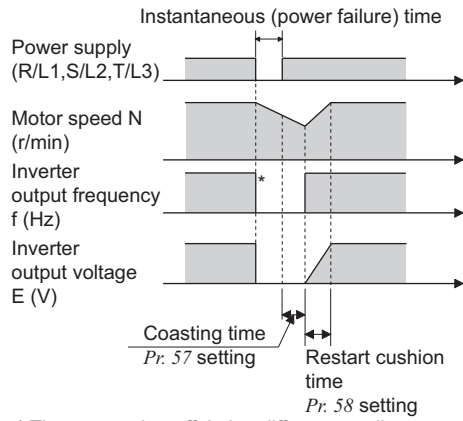 Instantaneous (power failure) time
Power supply
(R/L1,S/L2,T/L3)
Motor speed N
(r/min)
Inverter
output frequency
f (Hz)
*
Inverter
output voltage
E (V)
Coasting time
Pr. 57 setting
Restart cushion
time
Pr. 58 setting